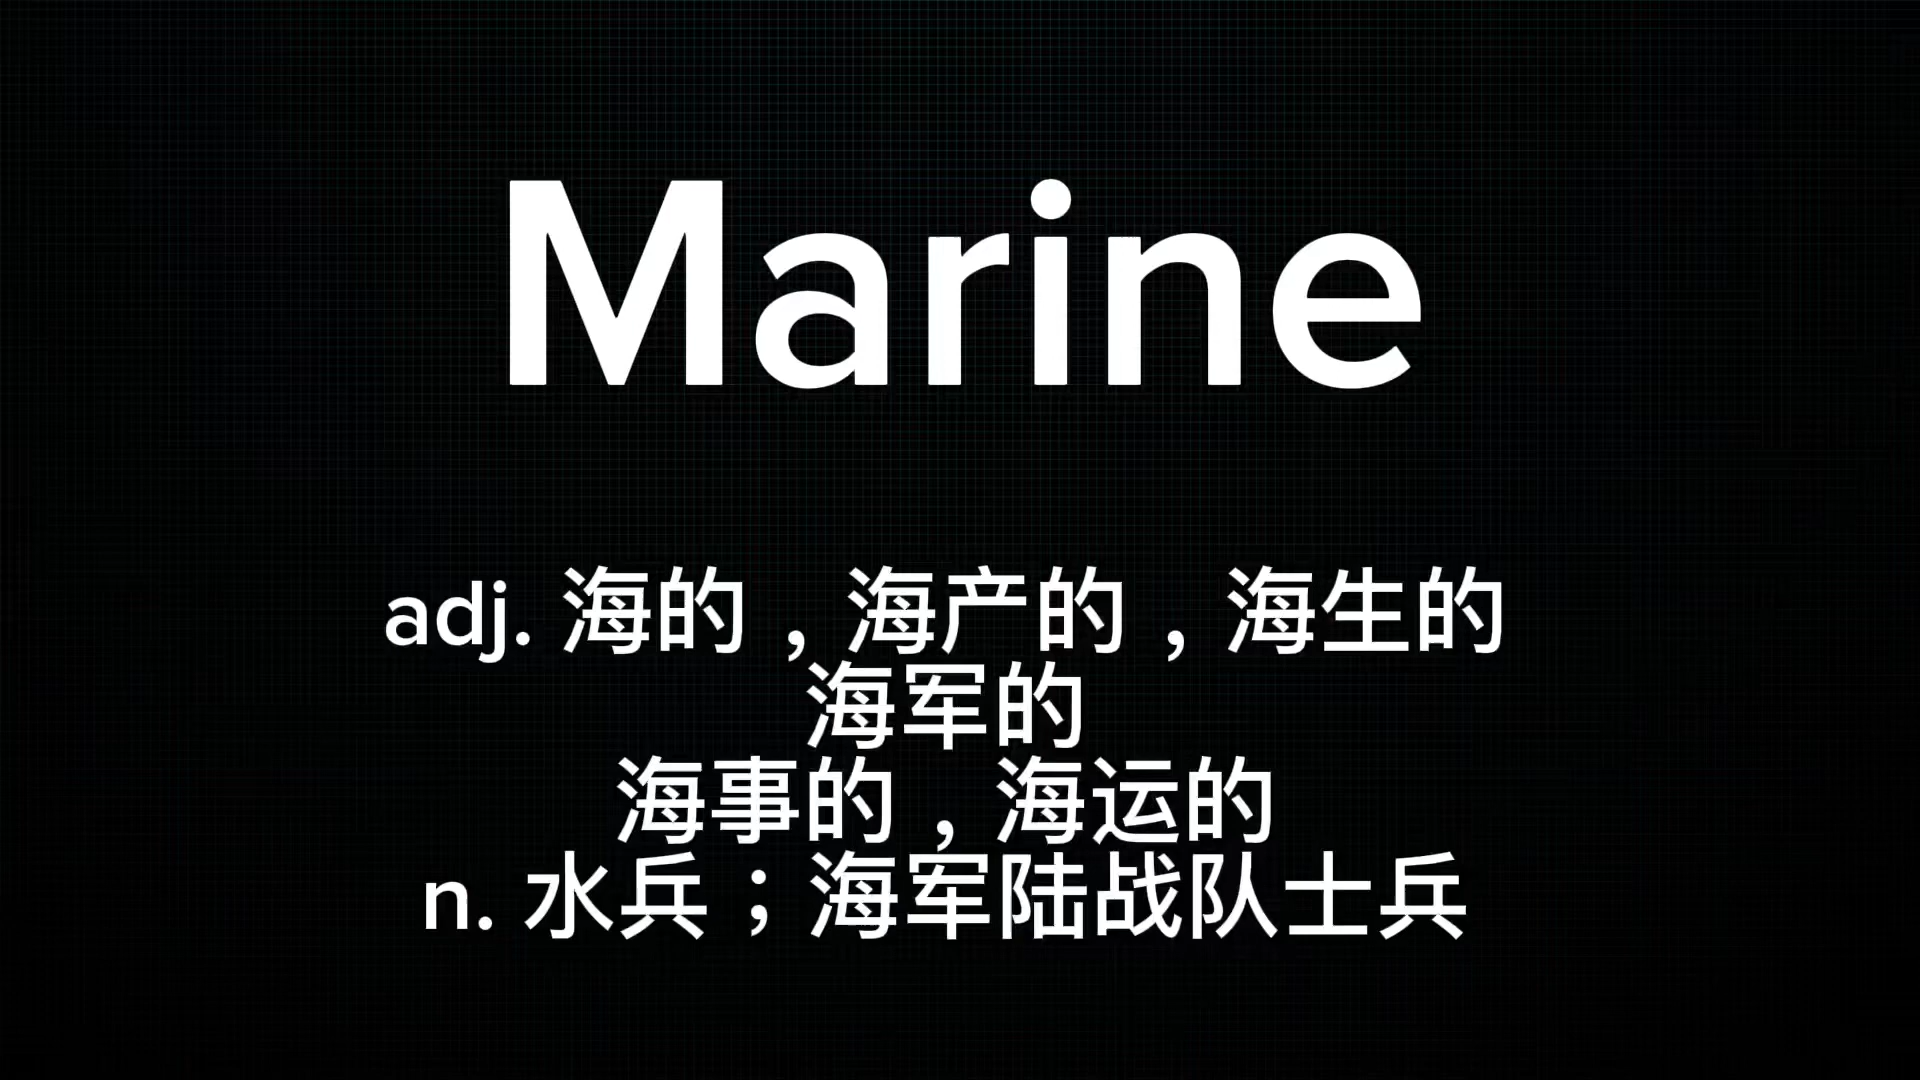 Marine
adj. 海的，海产的，海生的
海军的
海事的，海运的
n. 水兵；海军陆战队士兵